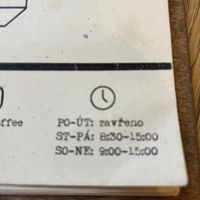 ffee
PO-ÚT: zavřeno
ST-PÁ: 8:30-15:00
SO-NE: 9:00-15:00